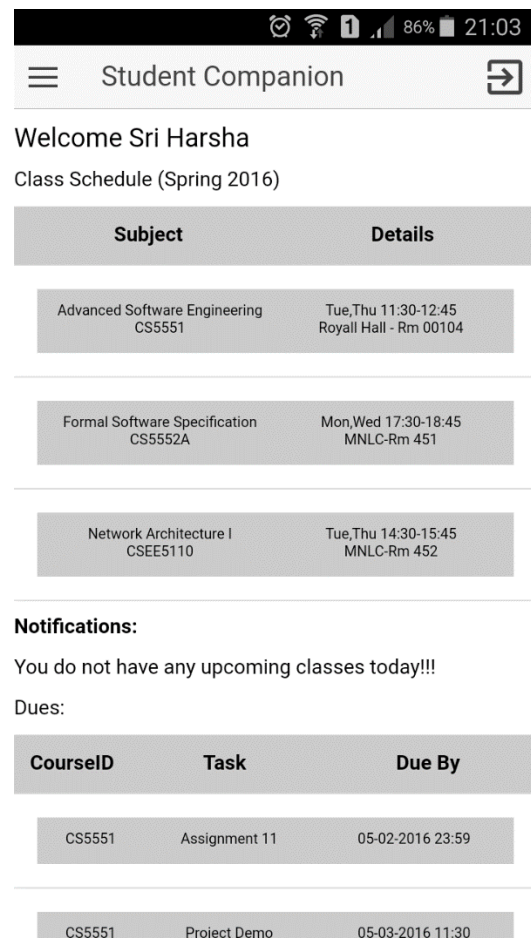 1 86% 21:03
Student Companion
Welcome Sri Harsha
Class Schedule (Spring 2016)
Subject Details
Advanced Software Engineering Tue,Thu 11:30-12:45
CS5551 Royall Hall - Rm 00104
Formal Software Specification Mon,Wed 17:30-18:45
CS5552A MNLC-Rm 451
Network Architecture I Tue,Thu 14:30-15:45
CSEE5110 MNLC-Rm 452
Notifications:
You do not have any upcoming classes today!!!
Dues:
CourseID Task Due By
CS5551 Assignment 11 05-02-2016 23:59
CS5551 Project Demo 05-03-2016 11:30